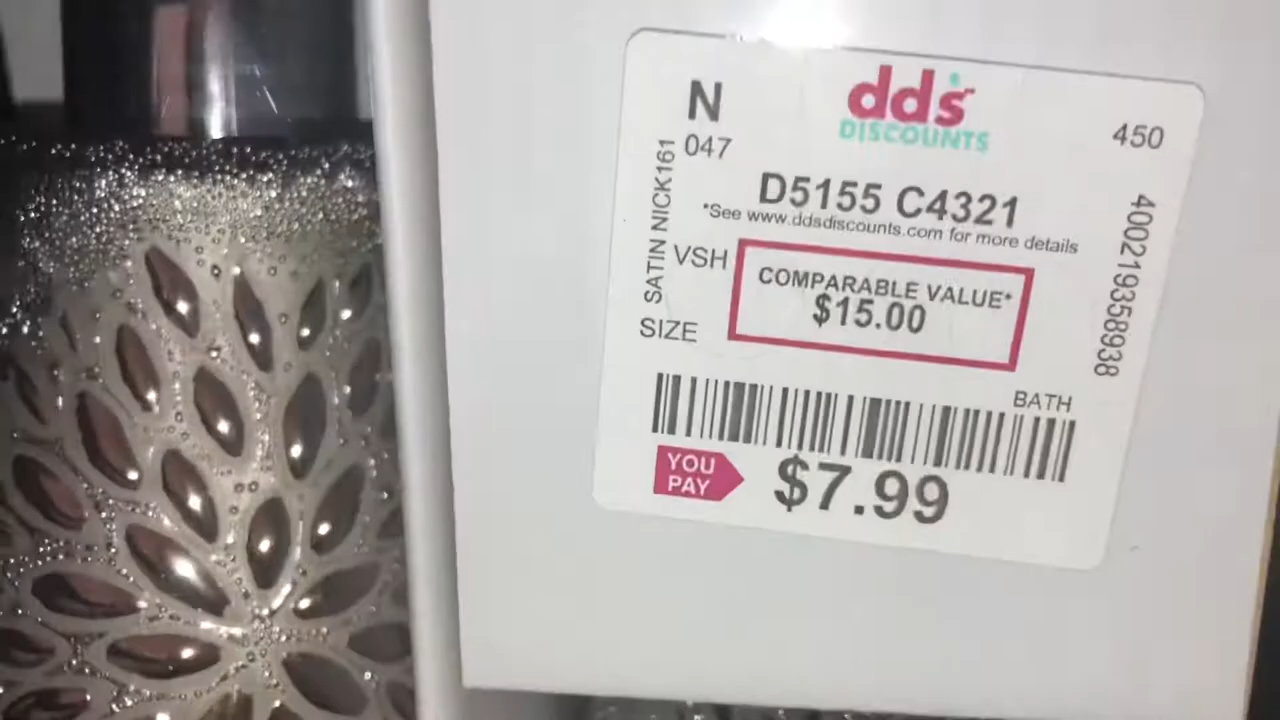 N
dd's
DISCOUNTS
450
047
SATIN NICK161
D5155 C4321
*See www.ddsdiscounts.com for more details
400219358938
VSH
COMPARABLE VALUE*
$15.00
SIZE
BATH
YOU
PAY
$7.99